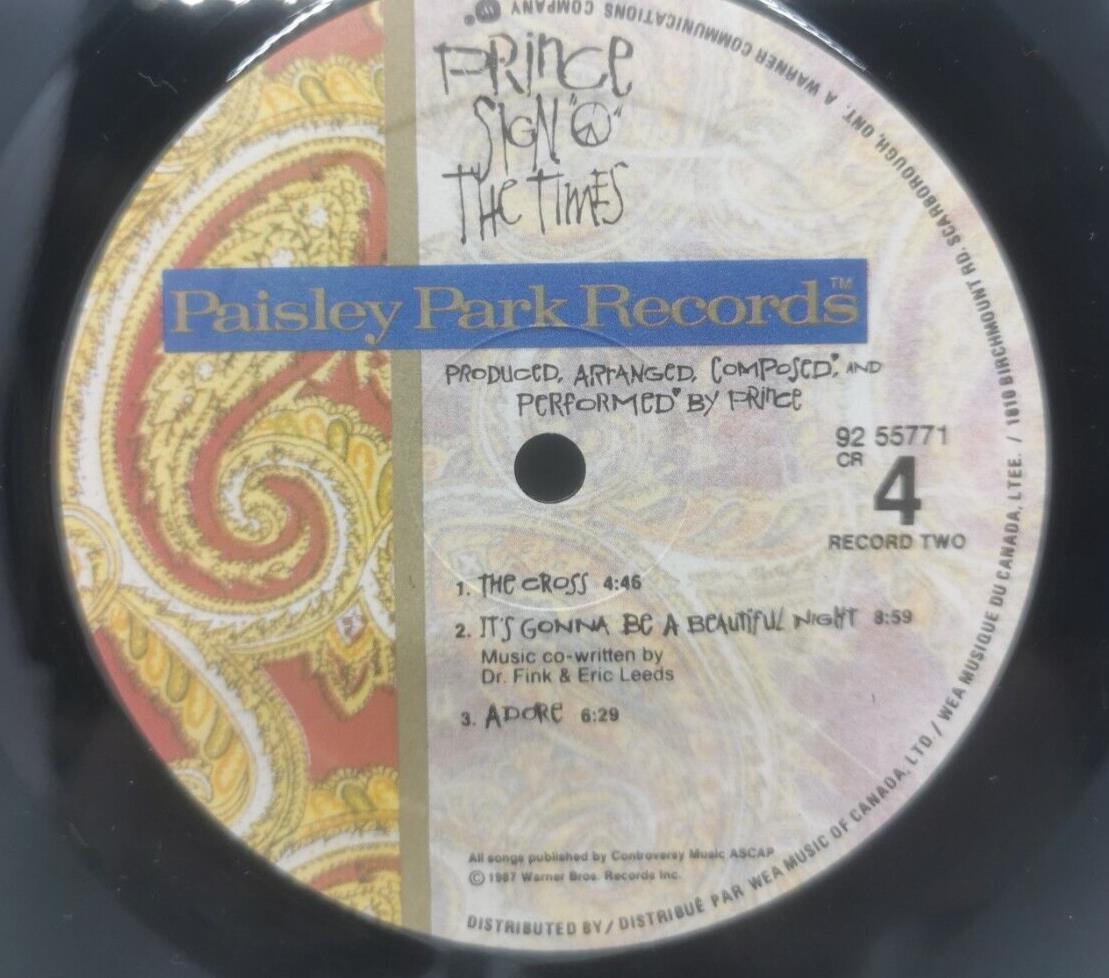 PRINCE
SIGN "☮"
THE TIMES
Paisley Park Records™
PRODUCED, ARRANGED, COMPOSED, AND
PERFORMED BY PRINCE
92 55771
CR
4
RECORD TWO
1. THE CROSS 4:46
2. IT'S GONNA BE A BEAUTIFUL NIGHT 8:59
Music co-written by
Dr. Fink & Eric Leeds
3. ADORE 6:29
All songs published by Controversy Music ASCAP
© 1987 Warner Bros. Records Inc.
DISTRIBUTED BY / DISTRIBUÉ PAR WEA MUSIC OF CANADA, LTD / WEA MUSIQUE DU CANADA, LTEE. / 1810 BIRCHMOUNT RD. SCARBOROUGH, ONT. A WARNER COMMUNICATIONS COMPANY